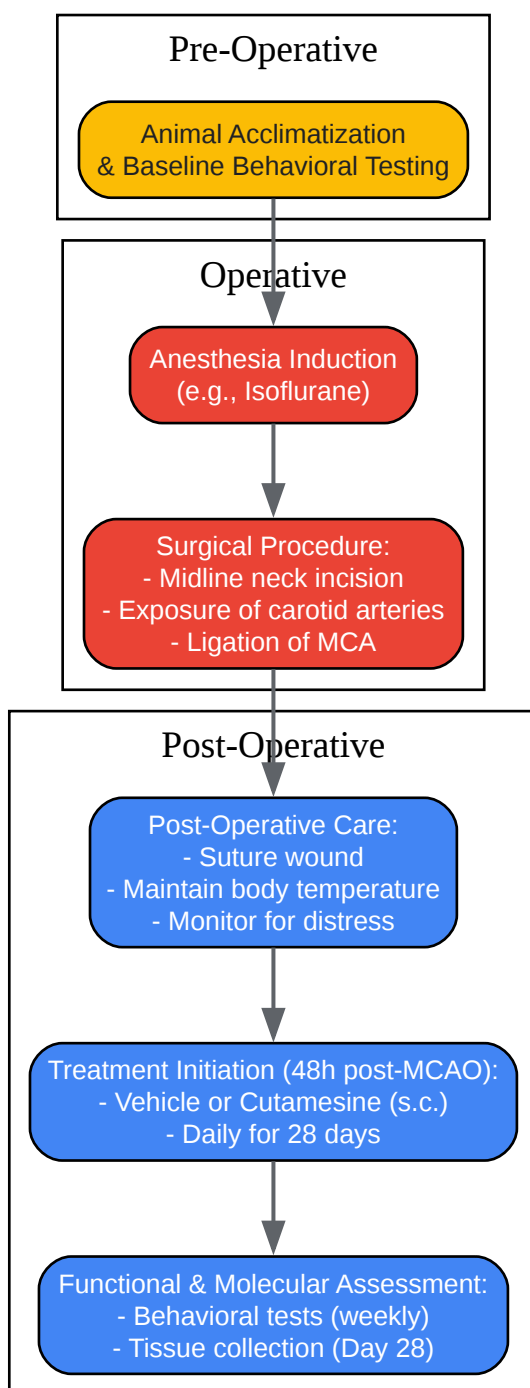 Pre-Operative
Animal Acclimatization
& Baseline Behavioral Testing
Operative
Anesthesia Induction
(e.g., Isoflurane)
Surgical Procedure:
- Midline neck incision
- Exposure of carotid arteries
- Ligation of MCA
Post-Operative
Post-Operative Care:
- Suture wound
- Maintain body temperature
- Monitor for distress
Treatment Initiation (48h post-MCAO):
- Vehicle or Cutamesine (s.c.)
- Daily for 28 days
Functional & Molecular Assessment:
- Behavioral tests (weekly)
- Tissue collection (Day 28)